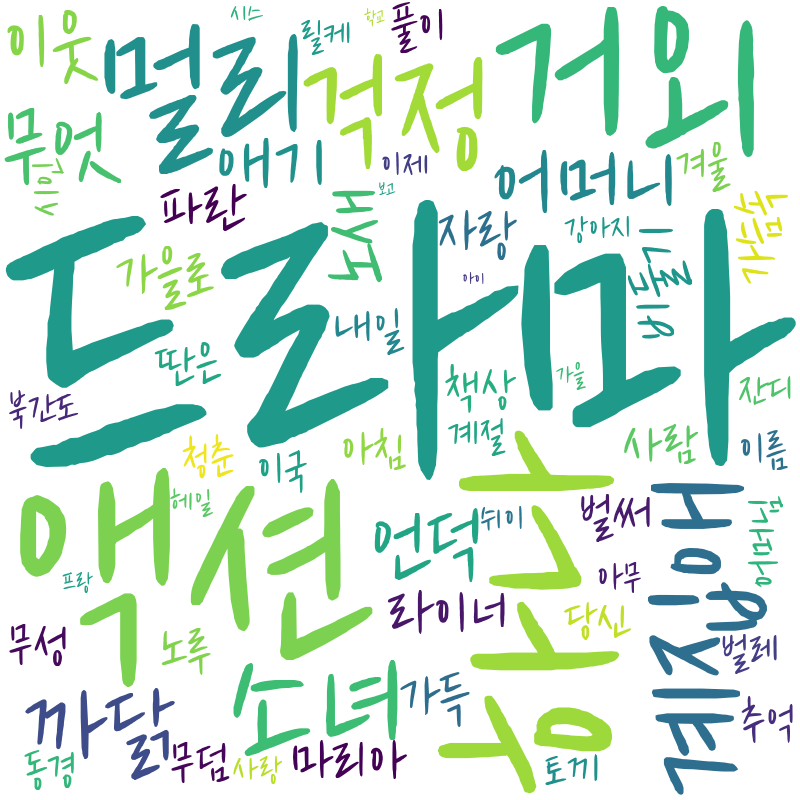 시스
학교
이웃
멀리
릴케
풀이
걱정
거외
무엇
애기
이제
보고
어머니
겨울
파란
자랑
강아지
가슴속
비둘기
가을로
아이
드라마
내일
딴은
책상
가을
잔디
북간도
계절
청춘
이국
아침
사람
이름
액션
헤일
언덕
쉬이
벌써
계집애
어머님
프랑
아무
무성
노루
라이너
당신
벌레
까닭
소녀
가득
추억
동경
무덤
사랑
마리아
토끼